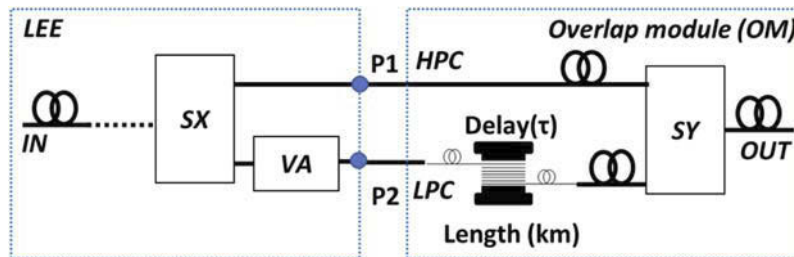 LEE
Overlap module (OM)
P1
HPC
SX
Delay(τ)
SY
IN
VA
OUT
P2
LPC
Length (km)